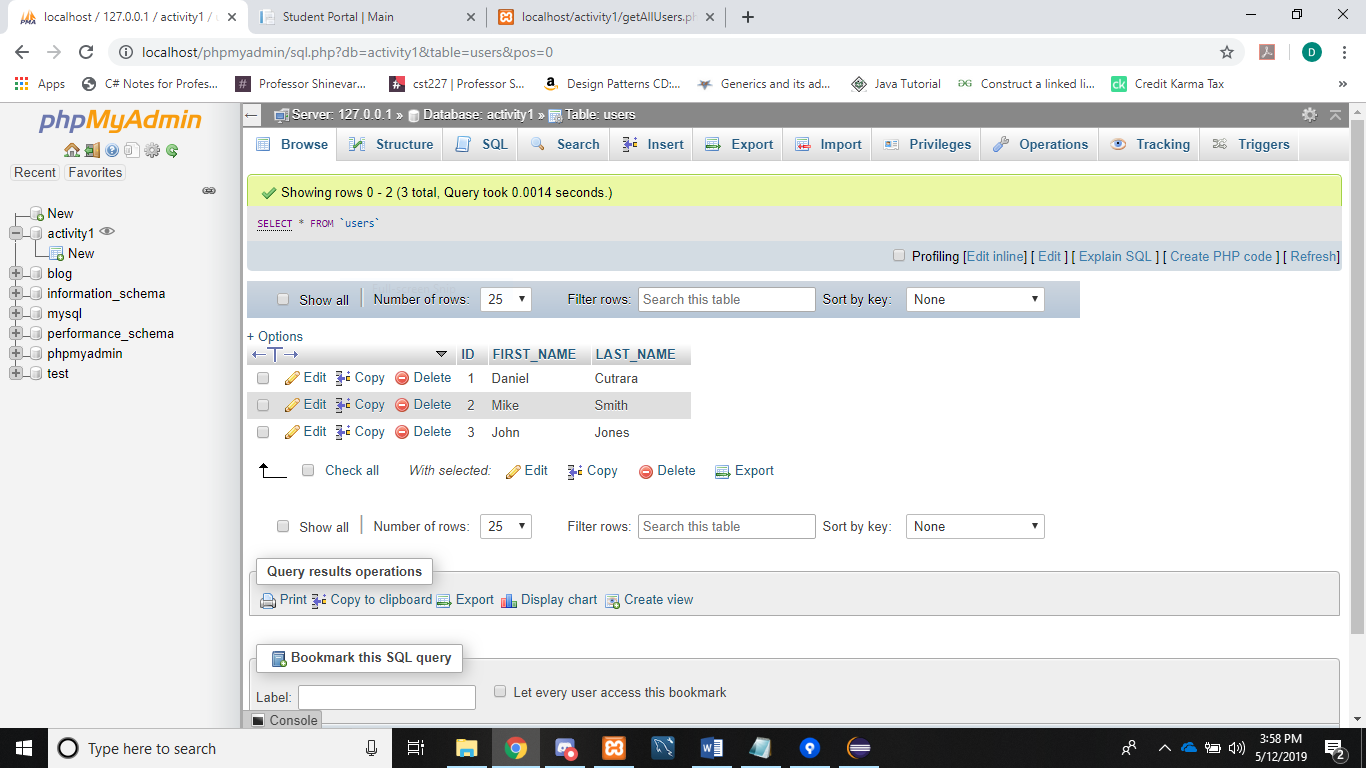 localhost / 127.0.0.1 / activity1 /
Student Portal | Main
localhost/activity1/getAllUsers.p
localhost/phpmyadmin/sql.php?db=activity1&table=users&pos=0
D
Apps
C# Notes for Profes...
Professor Shinevar...
cst227 | Professor S...
Design Patterns CD:...
Generics and its ad...
Java Tutorial
Construct a linked li...
Credit Karma Tax
»
phpMyAdmin
Recent
Favorites
New
activity1
New
blog
information_schema
mysql
performance_schema
phpmyadmin
test
Server: 127.0.0.1 » Database: activity1 » Table: users
Browse
Structure
SQL
Search
Insert
Export
Import
Privileges
Operations
Tracking
Triggers
Showing rows 0 - 2 (3 total, Query took 0.0014 seconds.)
SELECT * FROM `users`
Profiling [Edit inline] [ Edit ] [ Explain SQL ] [ Create PHP code ] [ Refresh]
Show all | Number of rows: 25 Filter rows: Search this table Sort by key: None
+ Options
←T→ ID FIRST_NAME LAST_NAME
Edit Copy Delete 1 Daniel Cutrara
Edit Copy Delete 2 Mike Smith
Edit Copy Delete 3 John Jones
Check all With selected: Edit Copy Delete Export
Show all | Number of rows: 25 Filter rows: Search this table Sort by key: None
Query results operations
Print Copy to clipboard Export Display chart Create view
Bookmark this SQL query
Label: Let every user access this bookmark
Console
Type here to search
3:58 PM
5/12/2019
2